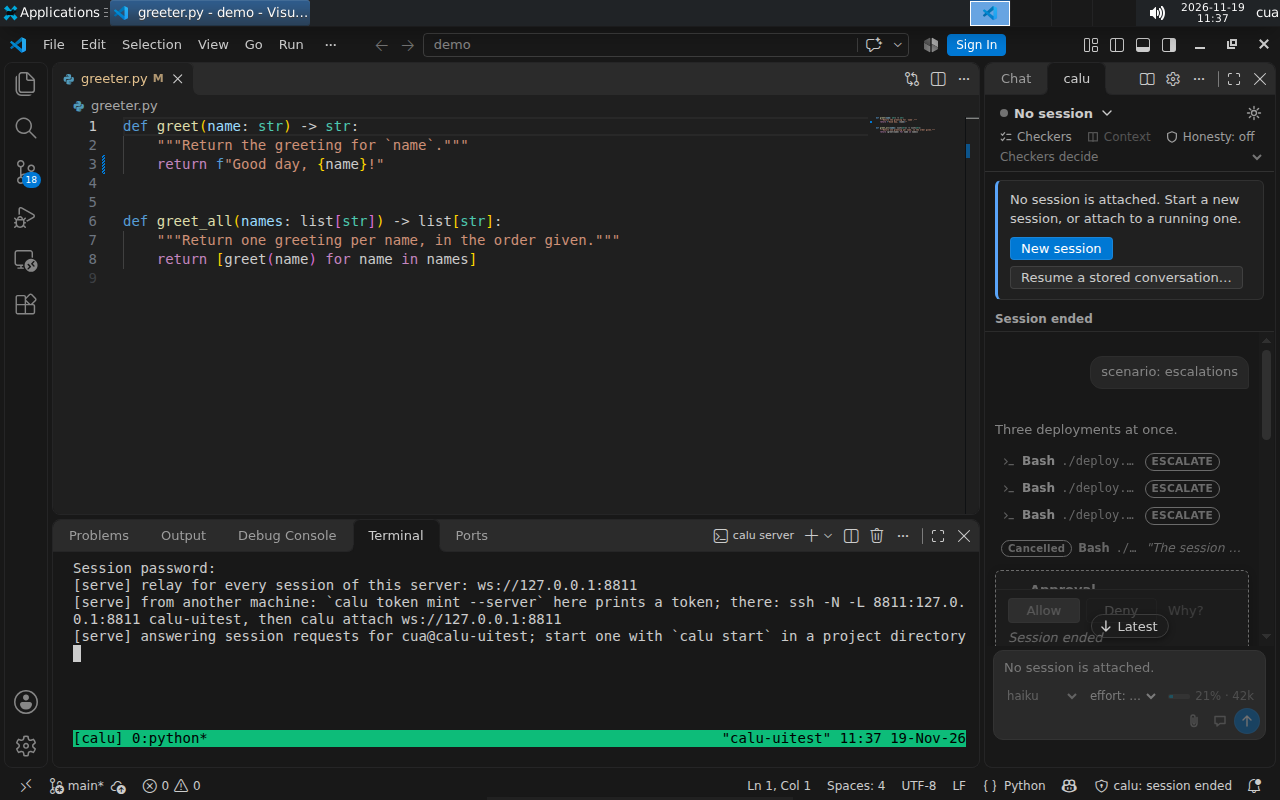 Applications
greeter.py - demo - Visu...
2026-11-19
11:37
cua
File Edit Selection View Go Run ···
demo
Sign In
greeter.py M
greeter.py
1 def greet(name: str) -> str:
2 """Return the greeting for `name`."""
3 return f"Good day, {name}!"
4
5
6 def greet_all(names: list[str]) -> list[str]:
7 """Return one greeting per name, in the order given."""
8 return [greet(name) for name in names]
9
18
Problems Output Debug Console Terminal Ports
calu server
Session password:
[serve] relay for every session of this server: ws://127.0.0.1:8811
[serve] from another machine: `calu token mint --server` here prints a token; there: ssh -N -L 8811:127.0.
0.1:8811 calu-uitest, then calu attach ws://127.0.0.1:8811
[serve] answering session requests for cua@calu-uitest; start one with `calu start` in a project directory
[calu] 0:python* "calu-uitest" 11:37 19-Nov-26
Chat calu
No session
Checkers Context Honesty: off
Checkers decide
No session is attached. Start a new
session, or attach to a running one.
New session
Resume a stored conversation...
Session ended
scenario: escalations
Three deployments at once.
Bash ./deploy.... ESCALATE
Bash ./deploy.... ESCALATE
Bash ./deploy.... ESCALATE
Cancelled Bash ./... "The session ...
Approval
Allow Deny Why?
Session ended
Latest
No session is attached.
haiku effort: ... 21% · 42k
main* 0 0
Ln 1, Col 1 Spaces: 4 UTF-8 LF { } Python calu: session ended